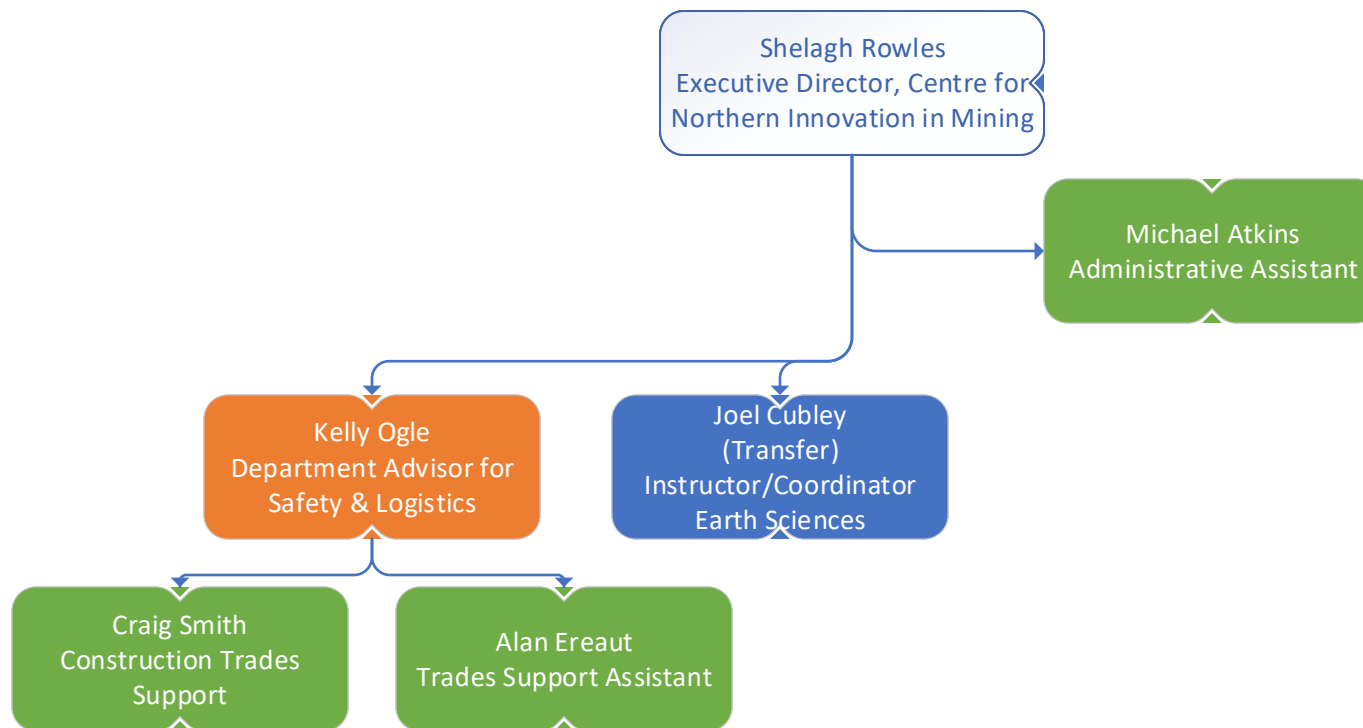 Shelagh Rowles
Executive Director, Centre for
Northern Innovation in Mining
Michael Atkins
Administrative Assistant
Kelly Ogle
Department Advisor for
Safety & Logistics
Joel Cubley
(Transfer)
Instructor/Coordinator
Earth Sciences
Craig Smith
Construction Trades
Support
Alan Ereaut
Trades Support Assistant